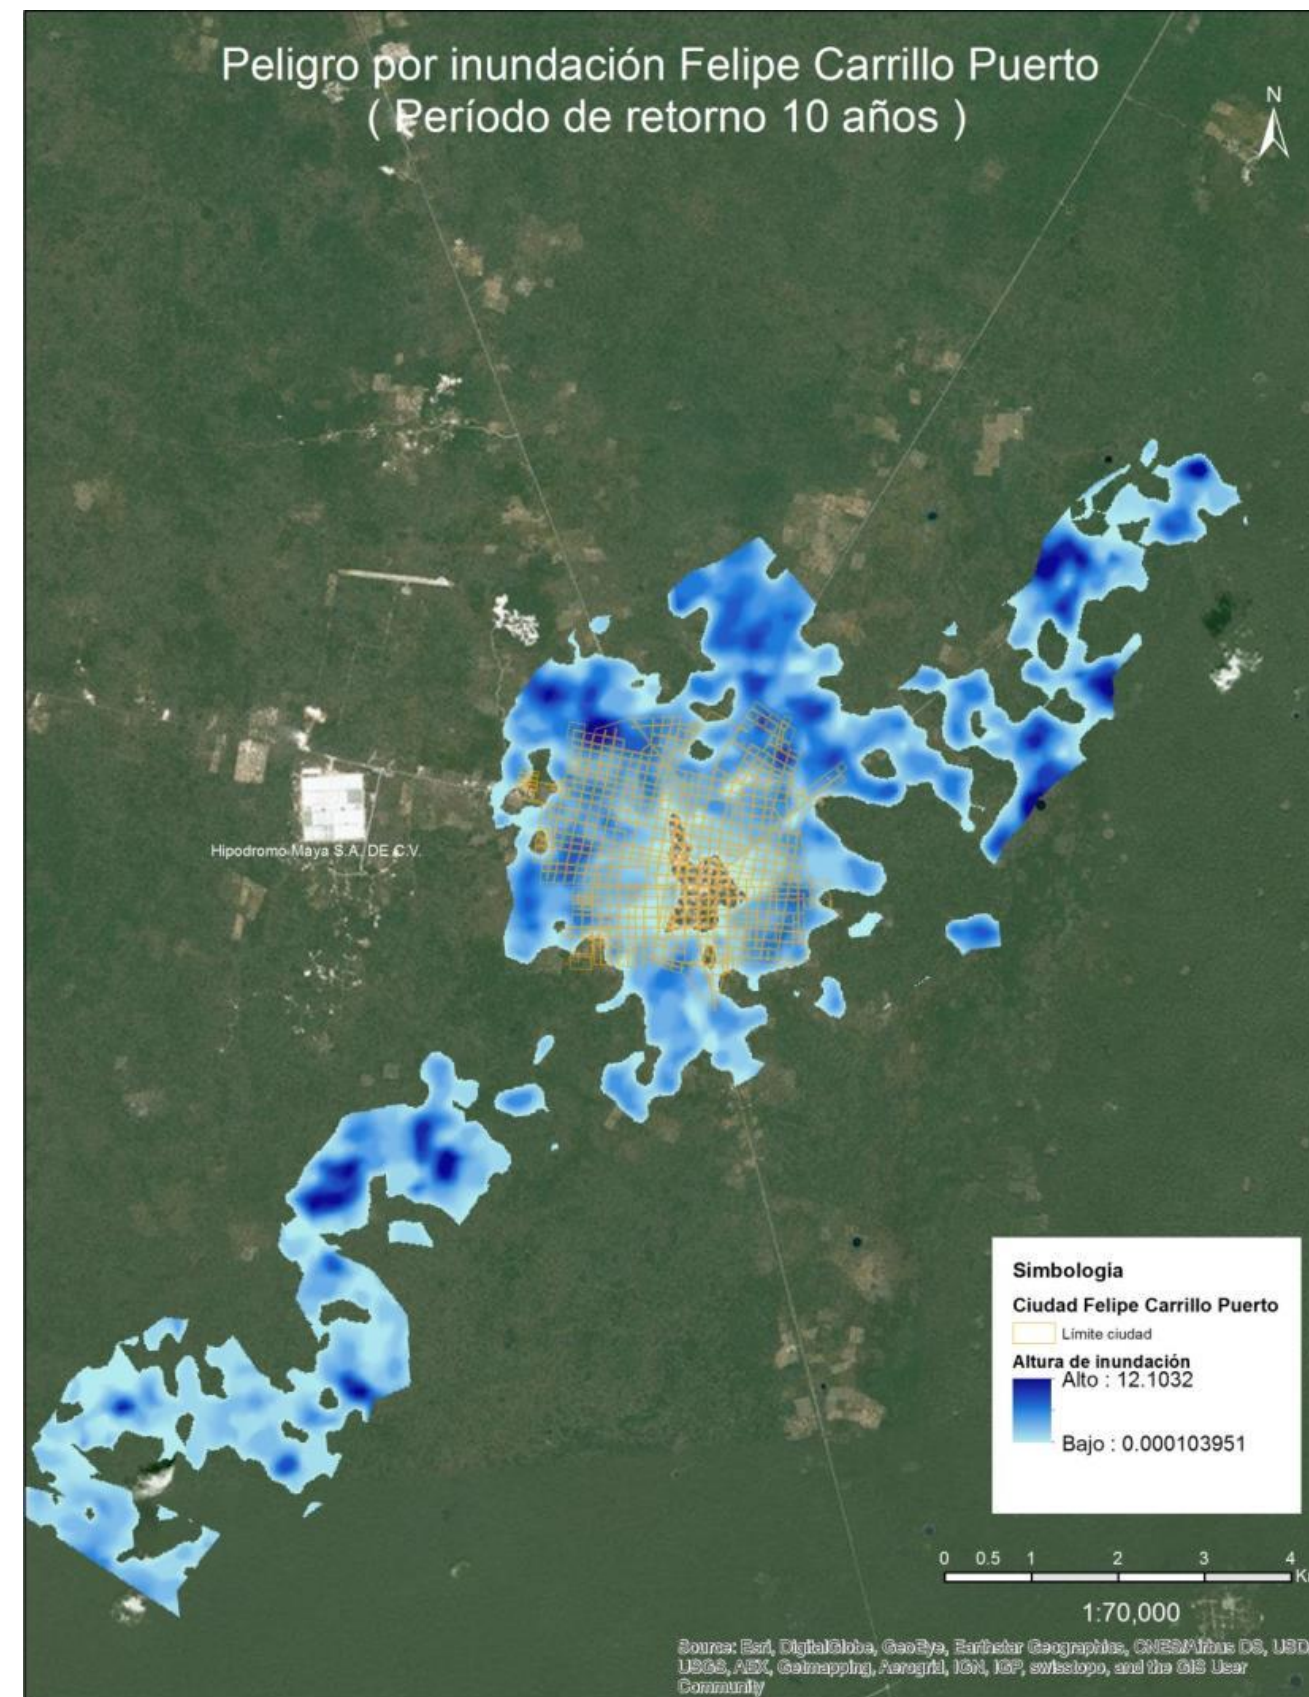 Peligro por inundación Felipe Carrillo Puerto
( Período de retorno 10 años )
N
Hipodromo Maya S.A. DE C.V.
Simbología
Ciudad Felipe Carrillo Puerto
Límite ciudad
Altura de inundación
Alto : 12.1032
Bajo : 0.000103951
0 0.5 1 2 3 4
K
1:70,000
Source: Esri, DigitalGlobe, GeoEye, Earthstar Geographics, CNES/Airbus DS, USD
USGS, AEX, Getmapping, Aerogrid, IGN, IGP, swisstopo, and the GIS User
Community